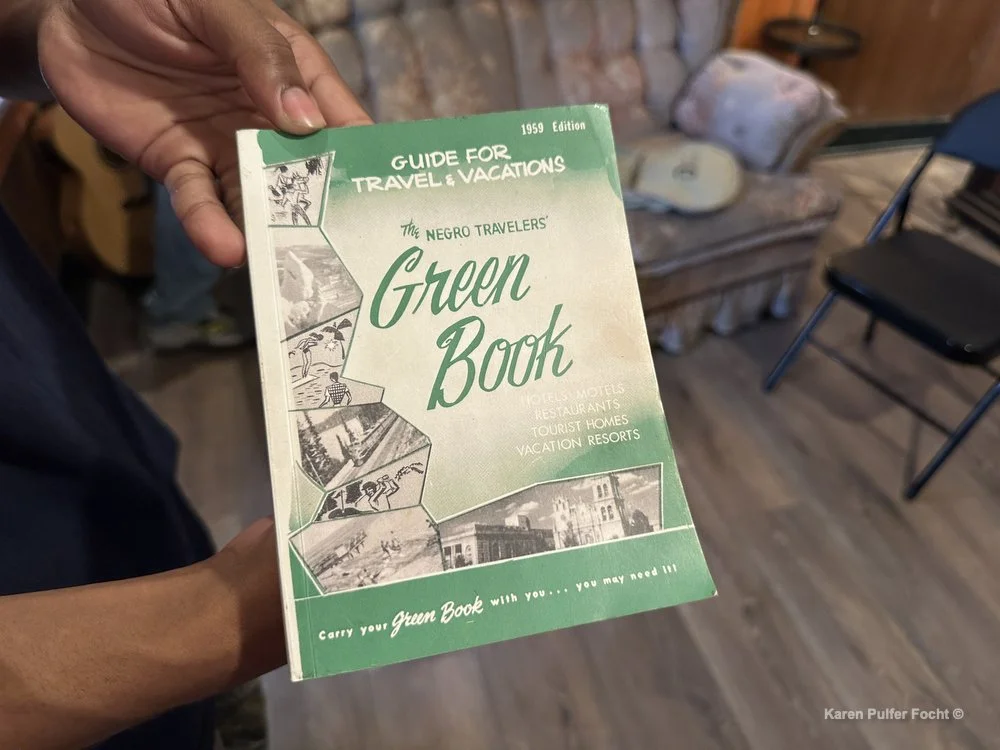 1959 Edition
GUIDE FOR
TRAVEL & VACATIONS
The NEGRO TRAVELERS'
Green
Book
HOTELS MOTELS
RESTAURANTS
TOURIST HOMES
VACATION RESORTS
Carry your Green Book with you... you may need it!
Karen Pulfer Focht ©